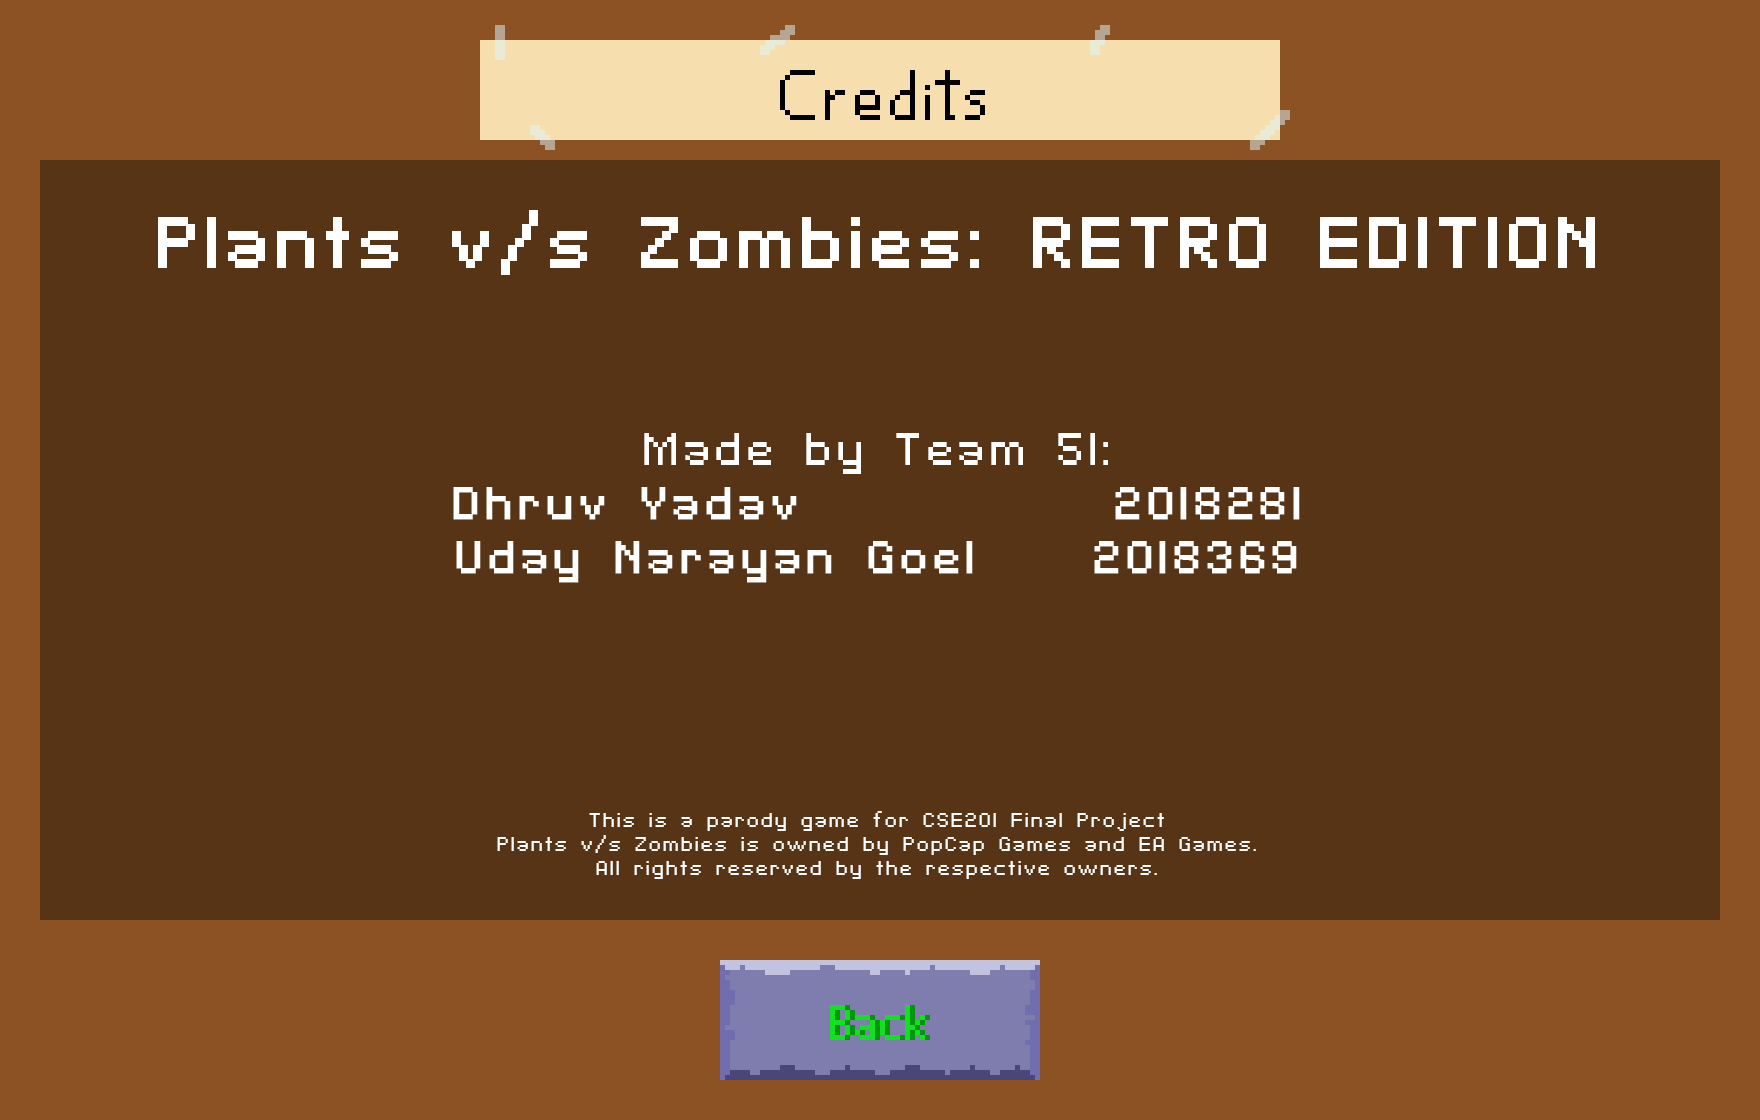 Credits
Plants v/s Zombies: RETRO EDITION
Made by Team 51:
Dhruv Yadav 2018281
Uday Narayan Goel 2018369
This is a parody game for CSE201 Final Project
Plants v/s Zombies is owned by PopCap Games and EA Games.
All rights reserved by the respective owners.
Back